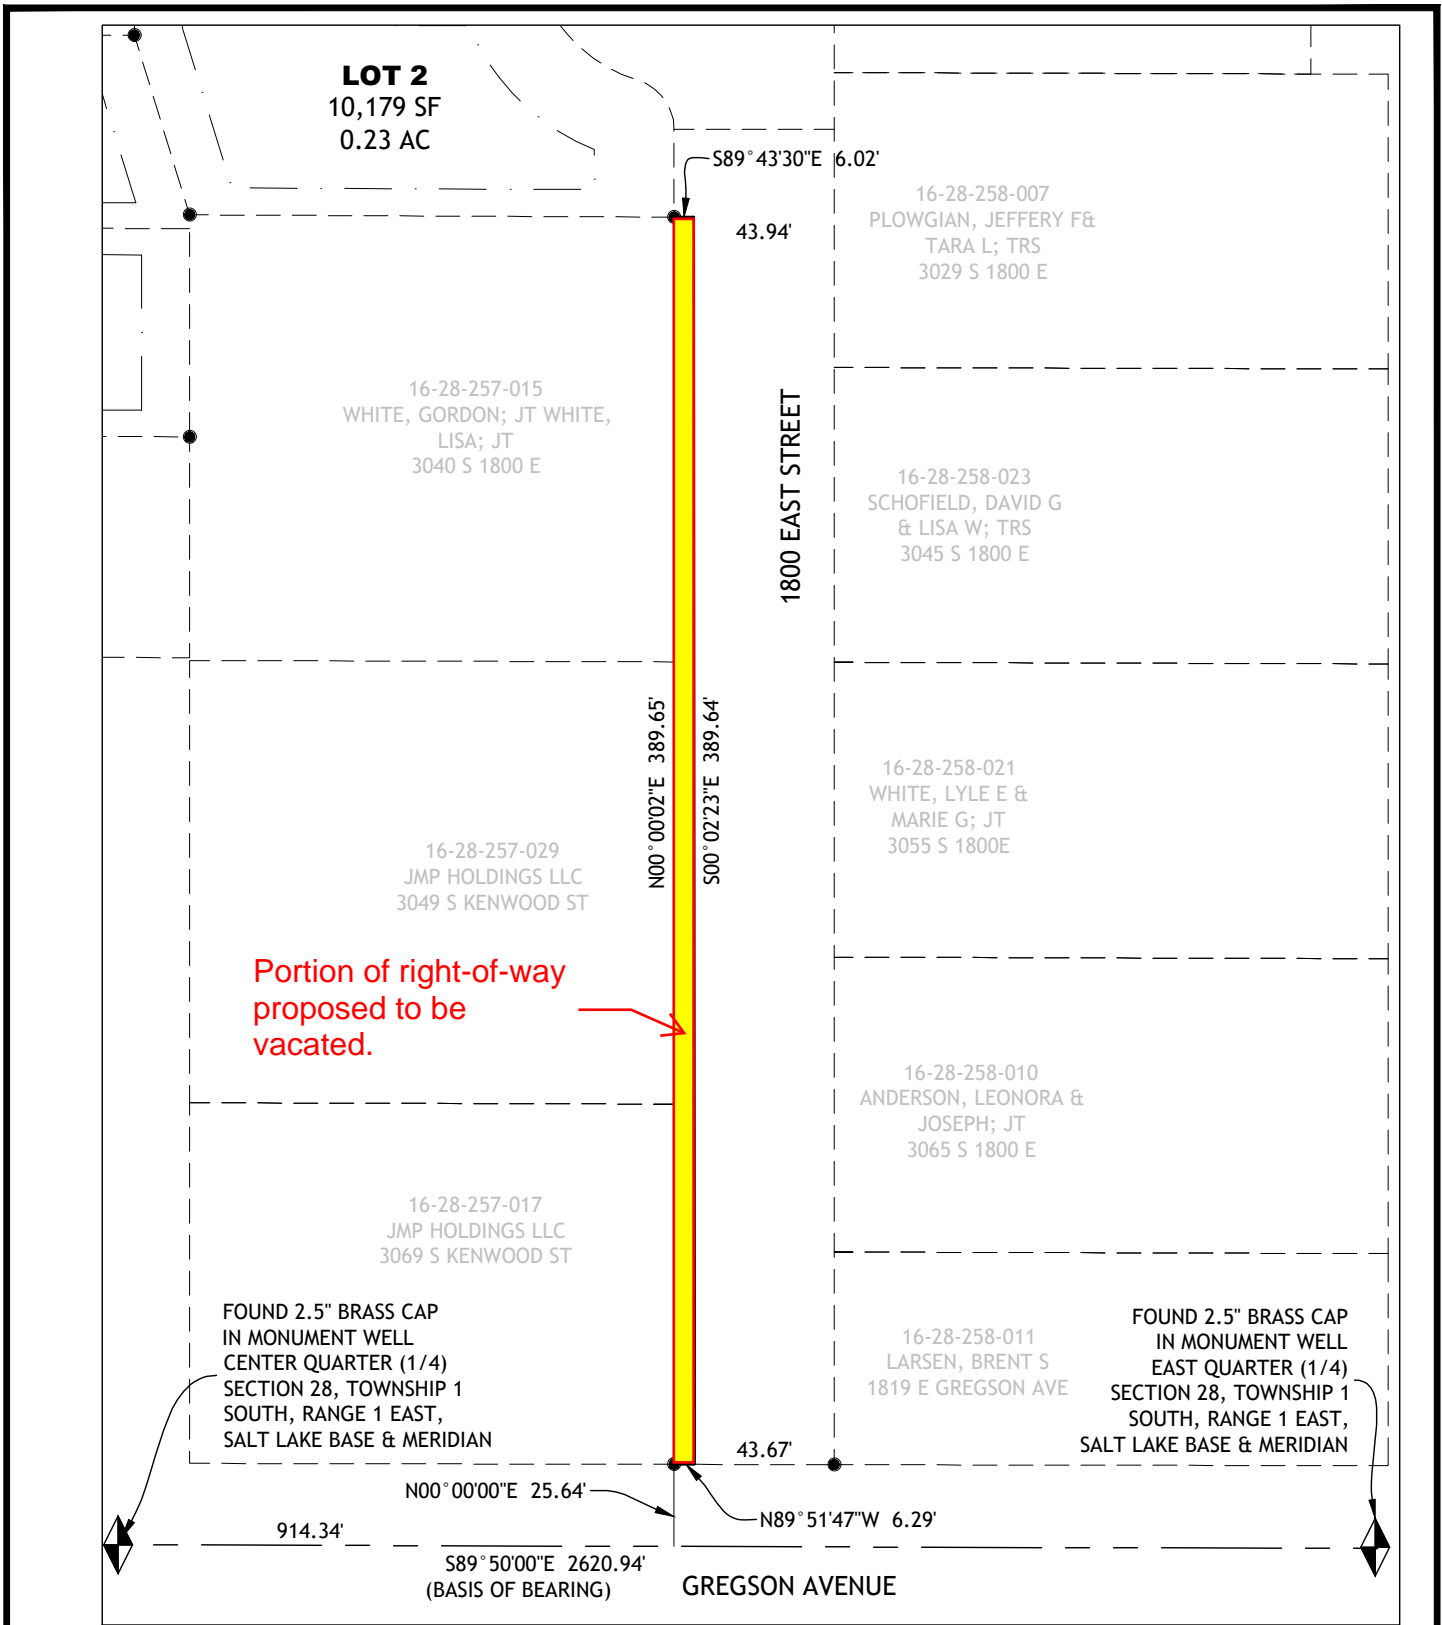 LOT 2
10,179 SF
0.23 AC
S89°43'30"E 6.02'
43.94'
16-28-258-007
PLOWGIAN, JEFFERY F&
TARA L; TRS
3029 S 1800 E
16-28-257-015
WHITE, GORDON; JT WHITE,
LISA; JT
3040 S 1800 E
1800 EAST STREET
16-28-258-023
SCHOFIELD, DAVID G
& LISA W; TRS
3045 S 1800 E
N00°00'02"E 389.65'
S00°02'23"E 389.64'
16-28-258-021
WHITE, LYLE E &
MARIE G; JT
3055 S 1800E
16-28-257-029
JMP HOLDINGS LLC
3049 S KENWOOD ST
Portion of right-of-way
proposed to be
vacated.
16-28-258-010
ANDERSON, LEONORA &
JOSEPH; JT
3065 S 1800 E
16-28-257-017
JMP HOLDINGS LLC
3069 S KENWOOD ST
FOUND 2.5" BRASS CAP
IN MONUMENT WELL
CENTER QUARTER (1/4)
SECTION 28, TOWNSHIP 1
SOUTH, RANGE 1 EAST,
SALT LAKE BASE & MERIDIAN
16-28-258-011
LARSEN, BRENT S
1819 E GREGSON AVE
FOUND 2.5" BRASS CAP
IN MONUMENT WELL
EAST QUARTER (1/4)
SECTION 28, TOWNSHIP 1
SOUTH, RANGE 1 EAST,
SALT LAKE BASE & MERIDIAN
43.67'
N00°00'00"E 25.64'
N89°51'47"W 6.29'
914.34'
S89°50'00"E 2620.94'
(BASIS OF BEARING)
GREGSON AVENUE